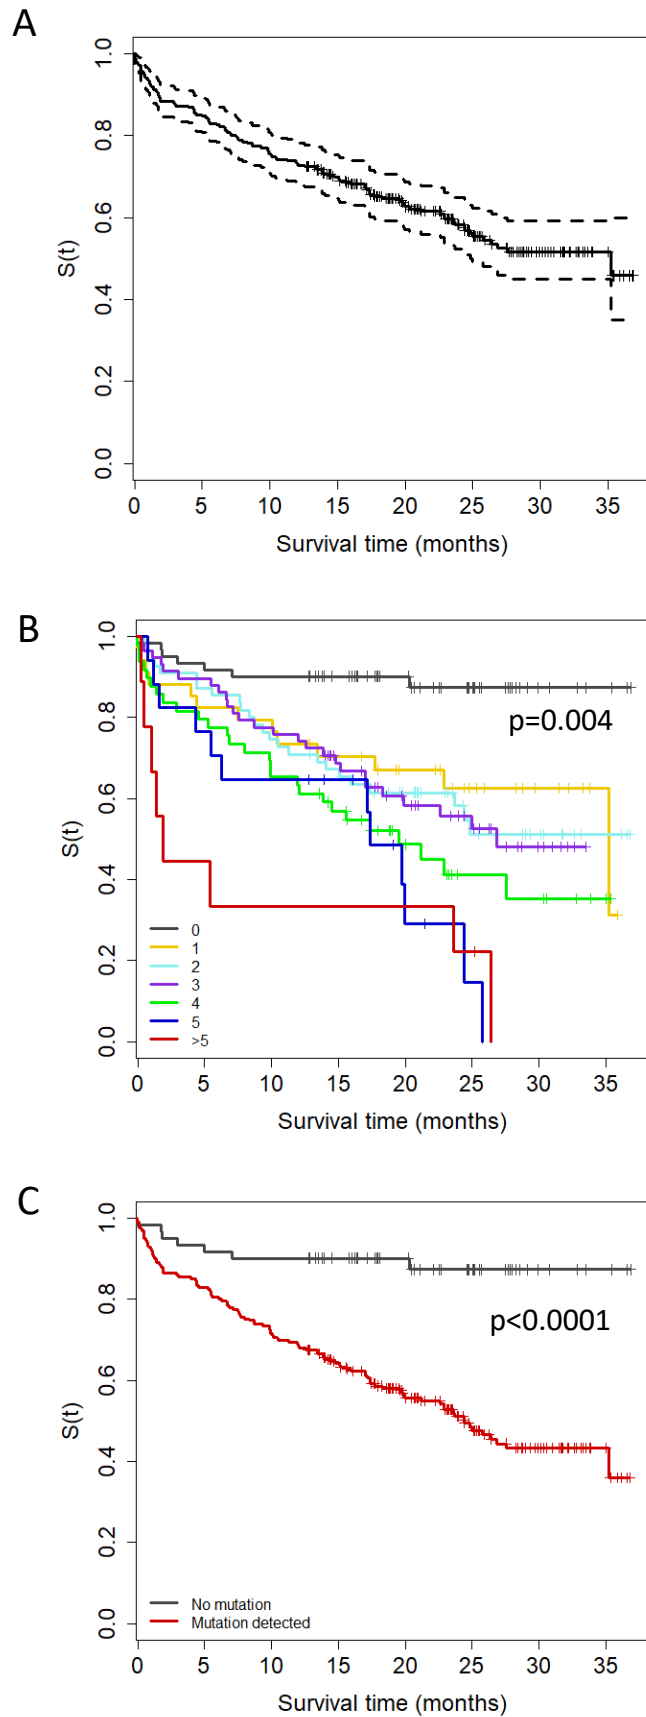 A
1.0
0.8
0.6
0.4
0.2
0.0
S(t)
0 5 10 15 20 25 30 35
Survival time (months)
B
1.0
0.8
0.6
0.4
0.2
0.0
S(t)
p=0.004
0
1
2
3
4
5
>5
0 5 10 15 20 25 30 35
Survival time (months)
C
1.0
0.8
0.6
0.4
0.2
0.0
S(t)
p<0.0001
No mutation
Mutation detected
0 5 10 15 20 25 30 35
Survival time (months)